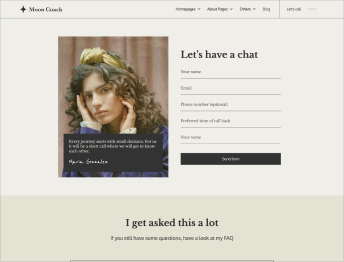 Moon Coach
Homepages
About Pages
Others
Blog
Let's call
Let's have a chat
Your name
Email
Phone number (optional)
Preferred time of call back
Your name
Send form
Every journey starts with small decision. For us
it will be a short call where we will get to know
each other.
Maria Gonzalez
I get asked this a lot
If you still have some questions, have a look at my FAQ